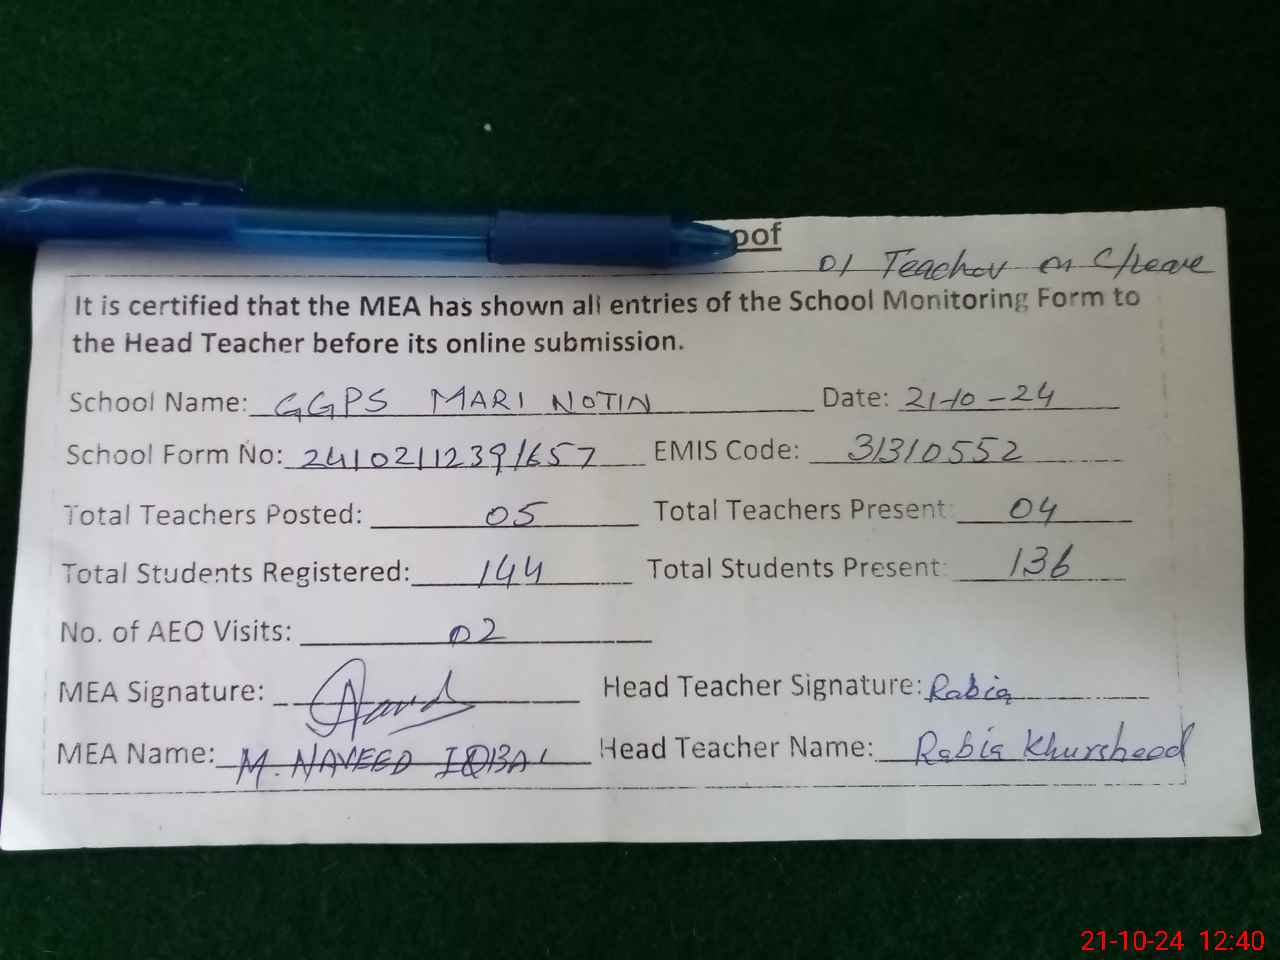 oof
01 Teacher on C/Leave
It is certified that the MEA has shown all entries of the School Monitoring Form to
the Head Teacher before its online submission.
School Name: GGPS MARI NOTIN Date: 21-10-24
School Form No: 24102112391657 EMIS Code: 31310552
Total Teachers Posted: 05 Total Teachers Present: 04
Total Students Registered: 144 Total Students Present: 136
No. of AEO Visits: 02
MEA Signature: Head Teacher Signature: Rabia
MEA Name: M. NAVEED IQBAL Head Teacher Name: Rabia Khursheed
21-10-24 12:40